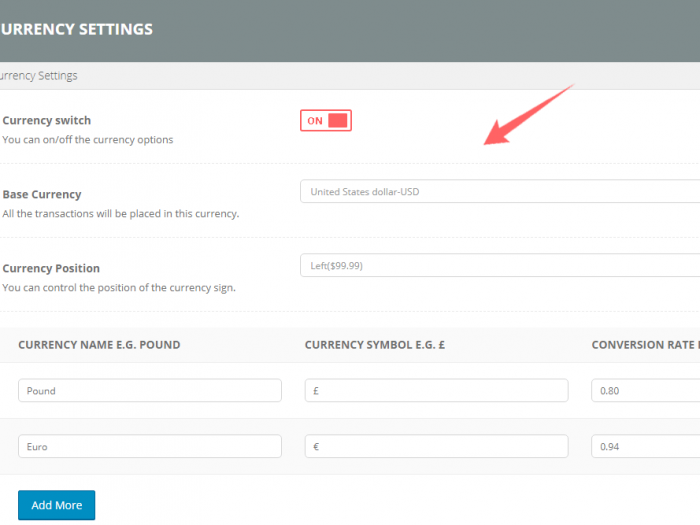 URRENCY SETTINGS
urrency Settings
Currency switch
ON
You can on/off the currency options
Base Currency
United States dollar-USD
All the transactions will be placed in this currency.
Currency Position
Left($99.99)
You can control the position of the currency sign.
CURRENCY NAME E.G. POUND CURRENCY SYMBOL E.G. £ CONVERSION RATE
Pound £ 0.80
Euro € 0.94
Add More